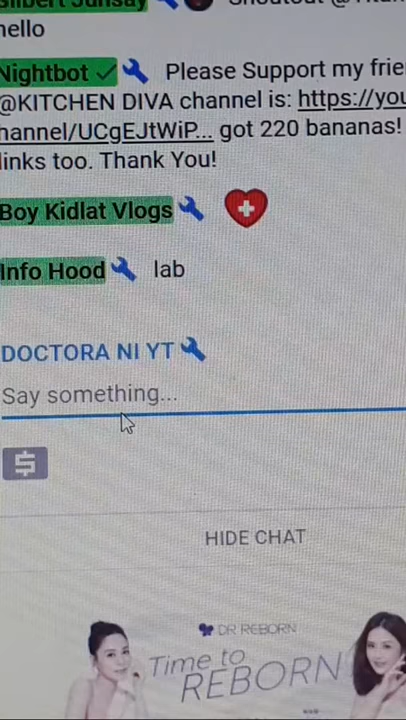 hello
Nightbot Please Support my frie
@KITCHEN DIVA channel is: https://you
hannel/UCgEJtWiP... got 220 bananas!
links too. Thank You!
Boy Kidlat Vlogs
Info Hood lab
DOCTORA NI YT
Say something...
$
HIDE CHAT
DR REBORN
Time to
REBORN